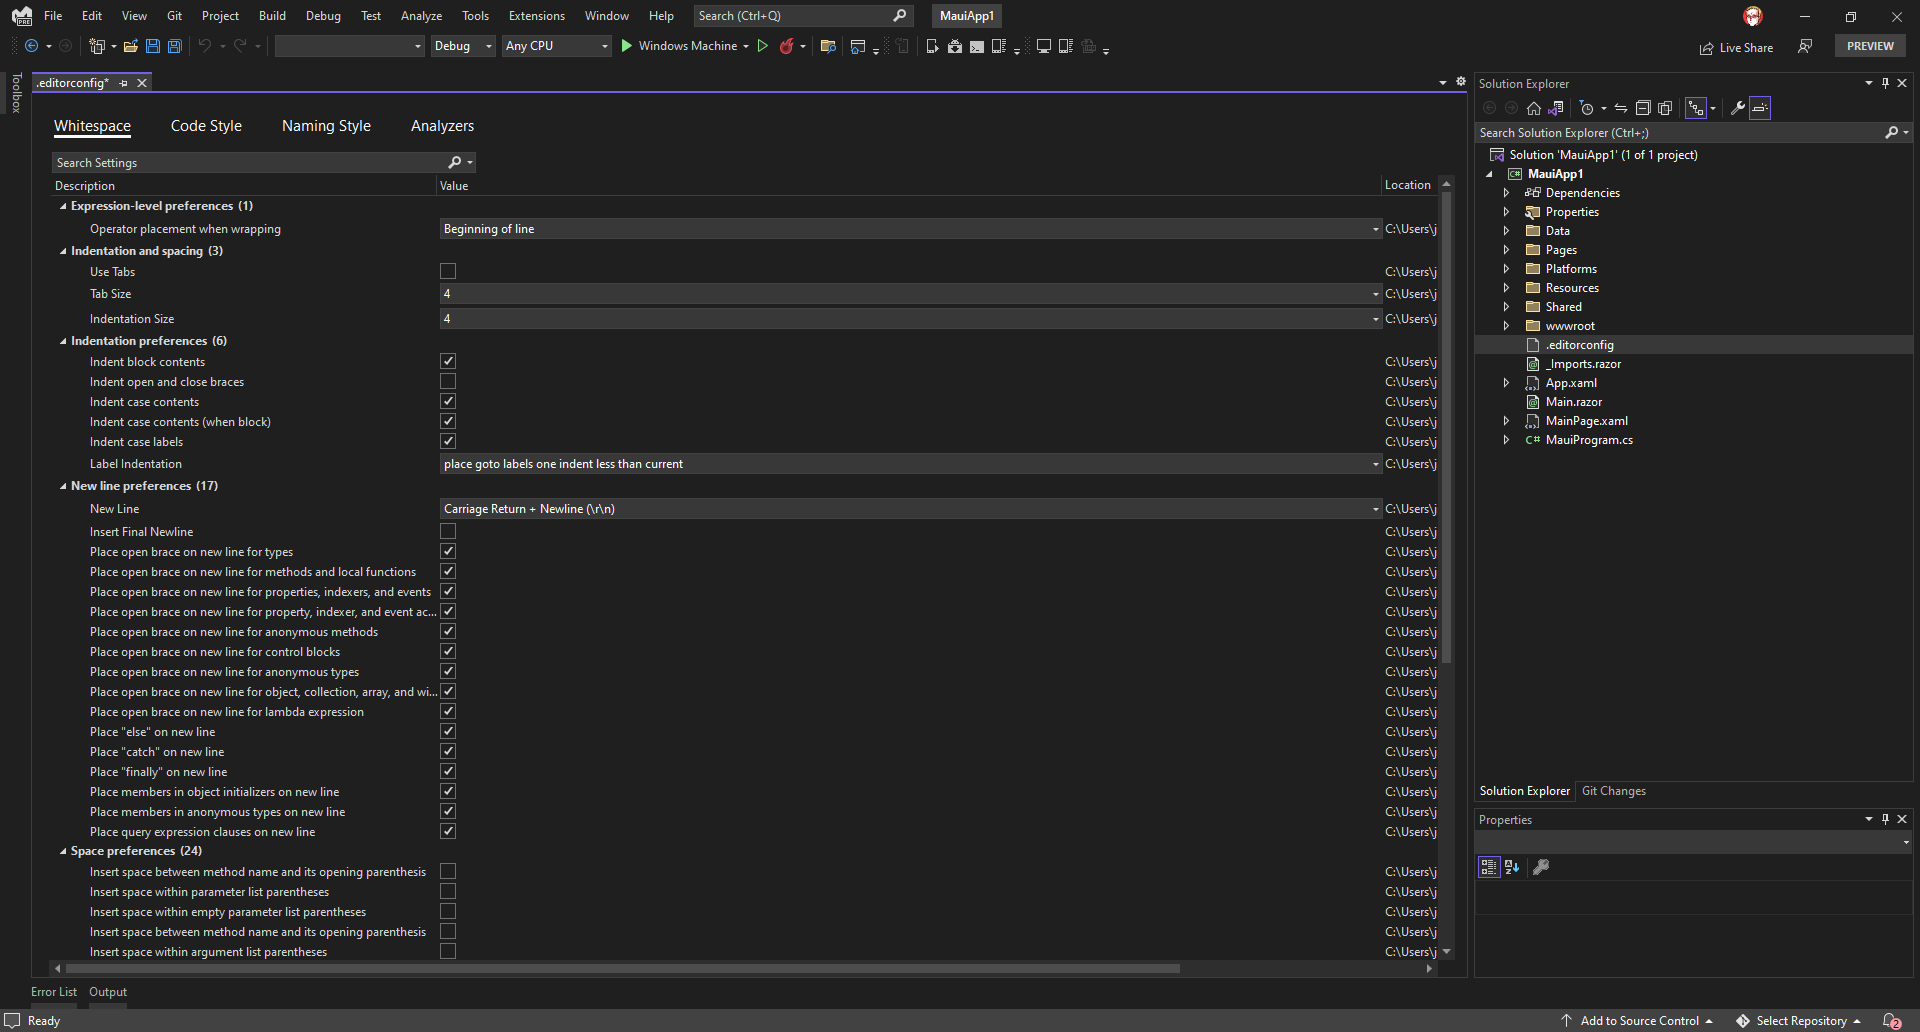 File Edit View Git Project Build Debug Test Analyze Tools Extensions Window Help Search (Ctrl+Q) MauiApp1
PRE
Debug Any CPU Windows Machine Live Share PREVIEW
Toolbox
.editorconfig*
Whitespace Code Style Naming Style Analyzers
Search Settings
Description Value Location
Expression-level preferences (1)
Operator placement when wrapping Beginning of line C:\Users\j
Indentation and spacing (3)
Use Tabs C:\Users\j
Tab Size 4 C:\Users\j
Indentation Size 4 C:\Users\j
Indentation preferences (6)
Indent block contents C:\Users\j
Indent open and close braces C:\Users\j
Indent case contents C:\Users\j
Indent case contents (when block) C:\Users\j
Indent case labels C:\Users\j
Label Indentation place goto labels one indent less than current C:\Users\j
New line preferences (17)
New Line Carriage Return + Newline (\r\n) C:\Users\j
Insert Final Newline C:\Users\j
Place open brace on new line for types C:\Users\j
Place open brace on new line for methods and local functions C:\Users\j
Place open brace on new line for properties, indexers, and events C:\Users\j
Place open brace on new line for property, indexer, and event ac... C:\Users\j
Place open brace on new line for anonymous methods C:\Users\j
Place open brace on new line for control blocks C:\Users\j
Place open brace on new line for anonymous types C:\Users\j
Place open brace on new line for object, collection, array, and wi... C:\Users\j
Place open brace on new line for lambda expression C:\Users\j
Place "else" on new line C:\Users\j
Place "catch" on new line C:\Users\j
Place "finally" on new line C:\Users\j
Place members in object initializers on new line C:\Users\j
Place members in anonymous types on new line C:\Users\j
Place query expression clauses on new line C:\Users\j
Space preferences (24)
Insert space between method name and its opening parenthesis C:\Users\j
Insert space within parameter list parentheses C:\Users\j
Insert space within empty parameter list parentheses C:\Users\j
Insert space between method name and its opening parenthesis C:\Users\j
Insert space within argument list parentheses C:\Users\j
Solution Explorer
Search Solution Explorer (Ctrl+;)
Solution 'MauiApp1' (1 of 1 project)
C# MauiApp1
Dependencies
Properties
Data
Pages
Platforms
Resources
Shared
wwwroot
.editorconfig
_Imports.razor
App.xaml
Main.razor
MainPage.xaml
C# MauiProgram.cs
Solution Explorer Git Changes
Properties
Error List Output
Ready Add to Source Control Select Repository 2